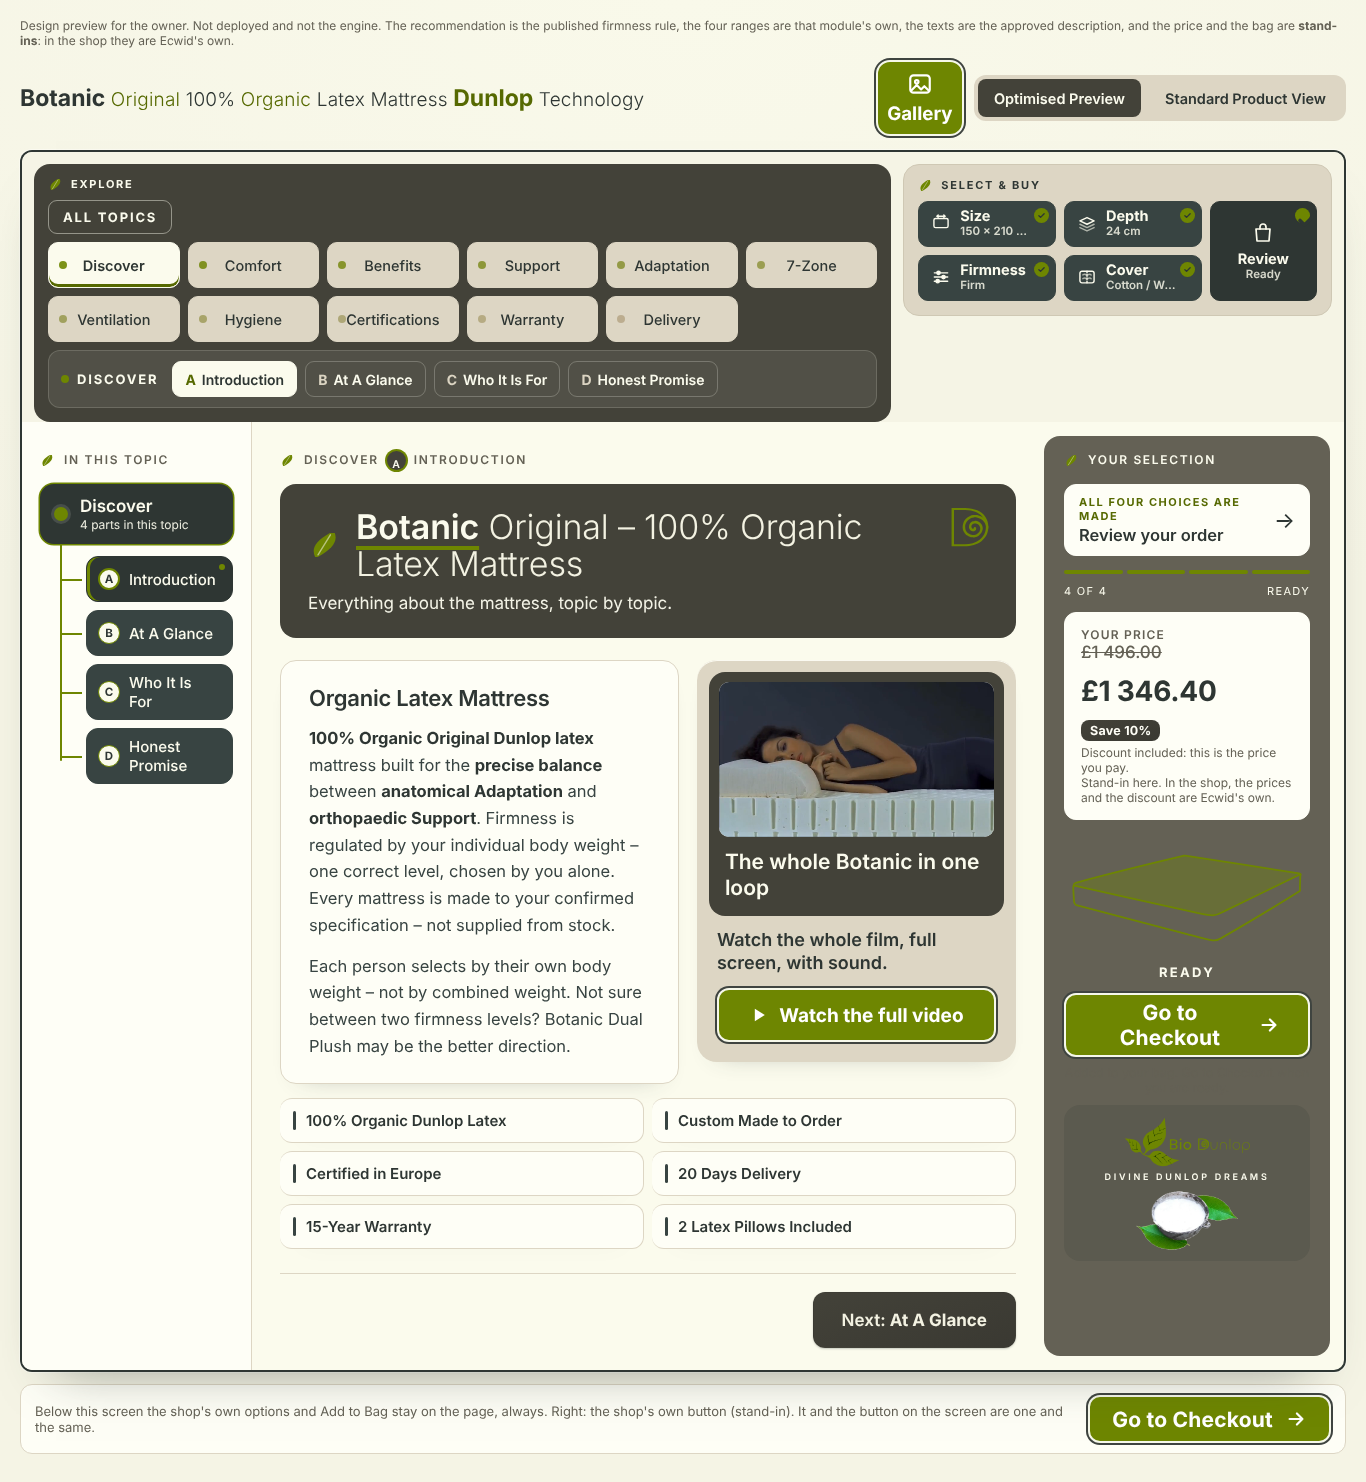 Design preview for the owner. Not deployed and not the engine. The recommendation is the published firmness rule, the four ranges are that module's own, the texts are the approved description, and the price and the bag are stand-
ins: in the shop they are Ecwid's own.
Botanic Original 100% Organic Latex Mattress Dunlop Technology
Gallery
Optimised Preview
Standard Product View
EXPLORE
ALL TOPICS
Discover
Comfort
Benefits
Support
Adaptation
7-Zone
Ventilation
Hygiene
Certifications
Warranty
Delivery
DISCOVER
A Introduction
B At A Glance
C Who It Is For
D Honest Promise
SELECT & BUY
Size
150 × 210 ...
Depth
24 cm
Firmness
Firm
Cover
Cotton / W...
Review
Ready
IN THIS TOPIC
Discover
4 parts in this topic
A Introduction
B At A Glance
C Who It Is
For
D Honest
Promise
DISCOVER A INTRODUCTION
Botanic Original – 100% Organic
Latex Mattress
Everything about the mattress, topic by topic.
Organic Latex Mattress
100% Organic Original Dunlop latex
mattress built for the precise balance
between anatomical Adaptation and
orthopaedic Support. Firmness is
regulated by your individual body weight –
one correct level, chosen by you alone.
Every mattress is made to your confirmed
specification – not supplied from stock.
Each person selects by their own body
weight – not by combined weight. Not sure
between two firmness levels? Botanic Dual
Plush may be the better direction.
The whole Botanic in one
loop
Watch the whole film, full
screen, with sound.
Watch the full video
100% Organic Dunlop Latex
Custom Made to Order
Certified in Europe
20 Days Delivery
15-Year Warranty
2 Latex Pillows Included
Next: At A Glance
YOUR SELECTION
ALL FOUR CHOICES ARE
MADE
Review your order
4 OF 4
READY
YOUR PRICE
£1 496.00
£1 346.40
Save 10%
Discount included: this is the price
you pay.
Stand-in here. In the shop, the prices
and the discount are Ecwid's own.
READY
Go to
Checkout
Bio Dunlop
DIVINE DUNLOP DREAMS
Below this screen the shop's own options and Add to Bag stay on the page, always. Right: the shop's own button (stand-in). It and the button on the screen are one and
the same.
Go to Checkout